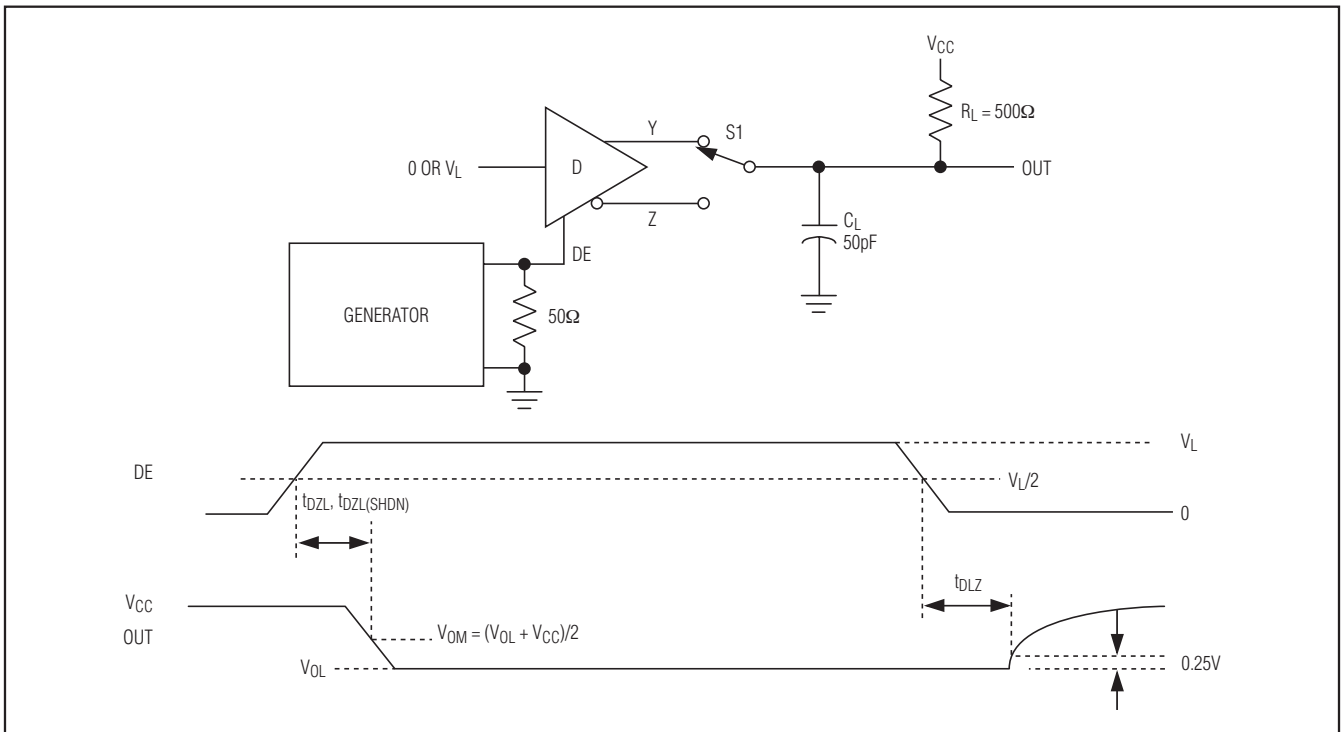 VCC
RL = 500Ω
Y
S1
0 OR VL
D
OUT
Z
CL
50pF
DE
GENERATOR
50Ω
VL
DE
VL/2
tDZL, tDZL(SHDN)
0
tDLZ
VCC
OUT
VOM = (VOL + VCC)/2
VOL
0.25V